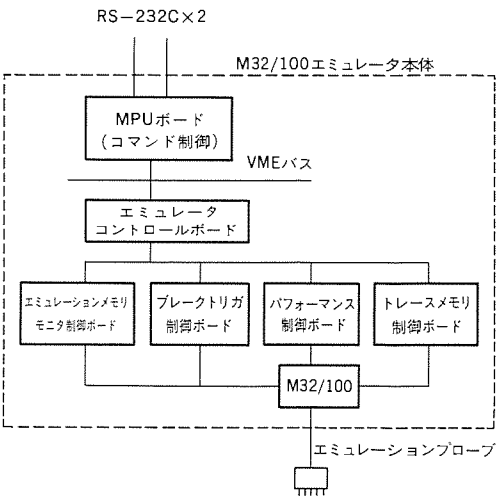 RS-232C×2
M32/100エミュレータ本体
MPUボード
(コマンド制御)
VMEバス
エミュレータ
コントロールボード
エミュレーションメモリ
モニタ制御ボード
ブレークトリガ
制御ボード
パフォーマンス
制御ボード
トレースメモリ
制御ボード
M32/100
エミュレーションプローブ